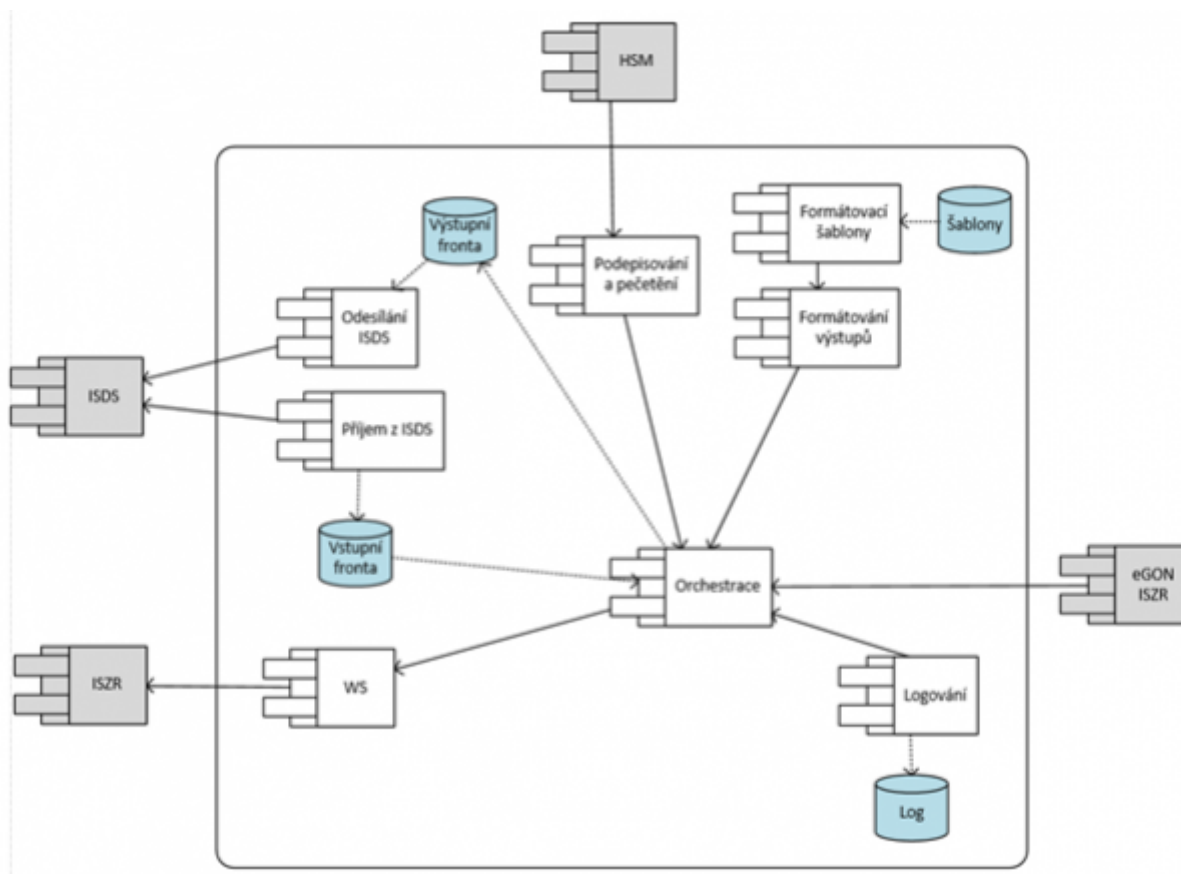 HSM
Výstupní
fronta
Formátovací
šablony
Šablony
Podepisování
a pečetění
Odesílání
ISDS
Formátování
výstupů
ISDS
Příjem z ISDS
Vstupní
fronta
Orchestrace
eGON
ISZR
ISZR
WS
Logování
Log